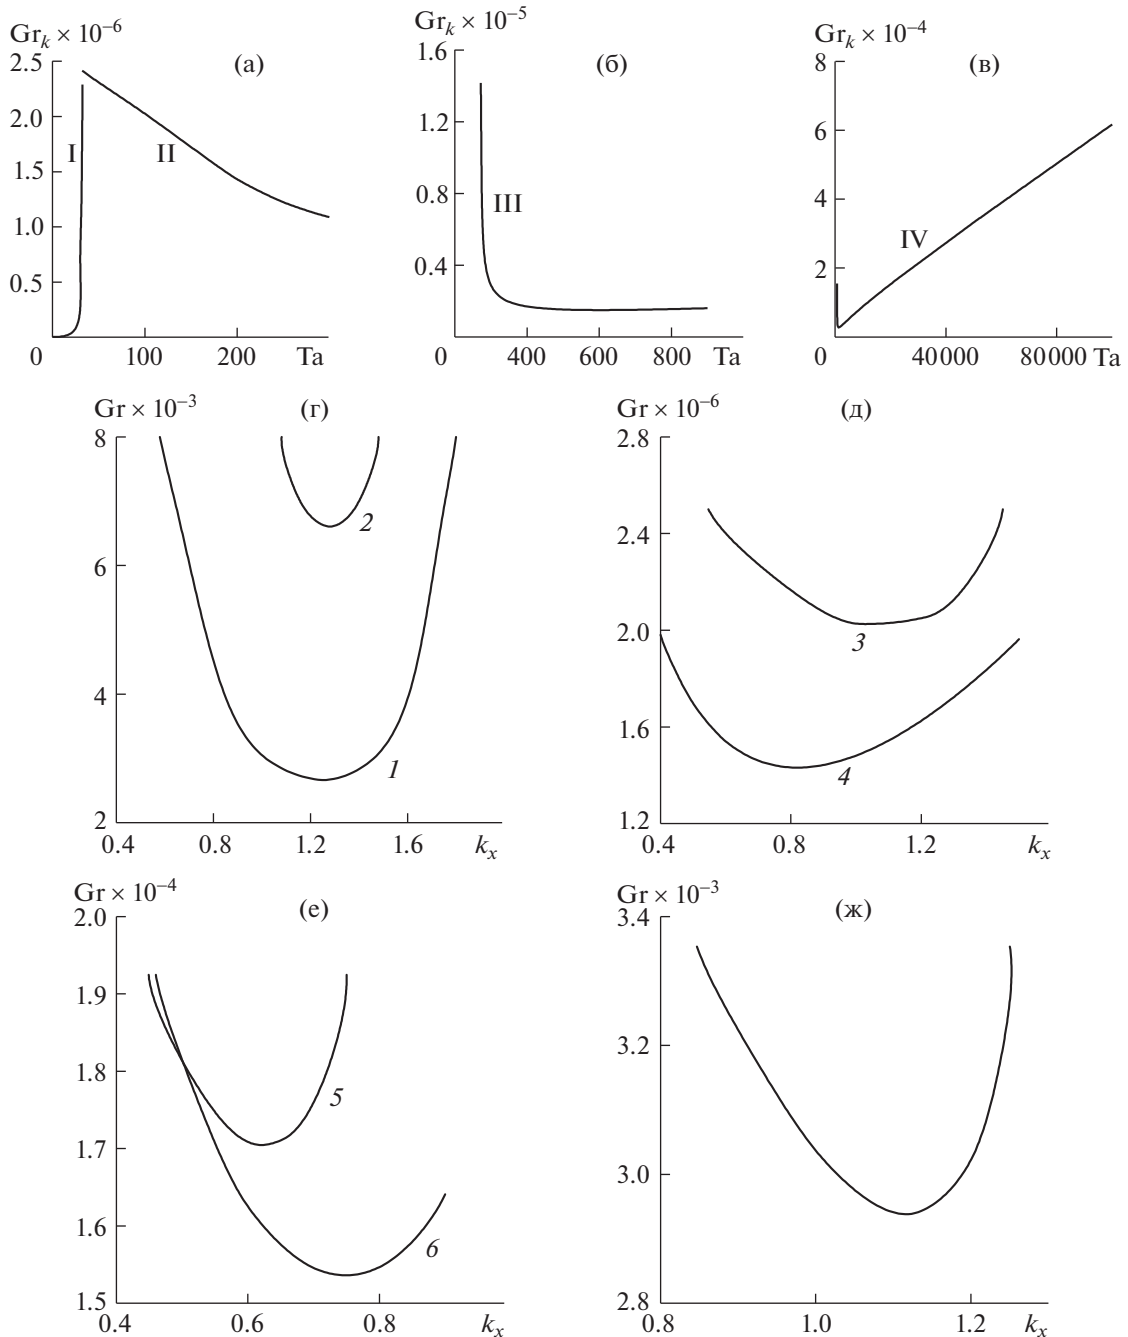 Gr_k × 10⁻⁶
(а)
2.5
2.0
1.5
1.0
0.5
0
100
200
Ta
I
II
Gr_k × 10⁻⁵
(б)
1.6
1.2
0.8
0.4
0
400
600
800
Ta
III
Gr_k × 10⁻⁴
(в)
8
6
4
2
0
40000
80000
Ta
IV
Gr × 10⁻³
(г)
8
6
4
2
0.4
0.8
1.2
1.6
k_x
2
1
Gr × 10⁻⁶
(д)
2.8
2.4
2.0
1.6
1.2
0.4
0.8
1.2
k_x
3
4
Gr × 10⁻⁴
(е)
2.0
1.9
1.8
1.7
1.6
1.5
0.4
0.6
0.8
k_x
5
6
Gr × 10⁻³
(ж)
3.4
3.2
3.0
2.8
0.8
1.0
1.2
k_x